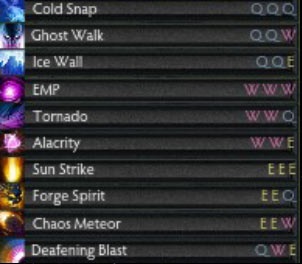 Cold Snap QQQ
Ghost Walk QQW
Ice Wall QQE
EMP WWW
Tornado WWQ
Alacrity WWE
Sun Strike EEE
Forge Spirit EEQ
Chaos Meteor EEW
Deafening Blast QWE